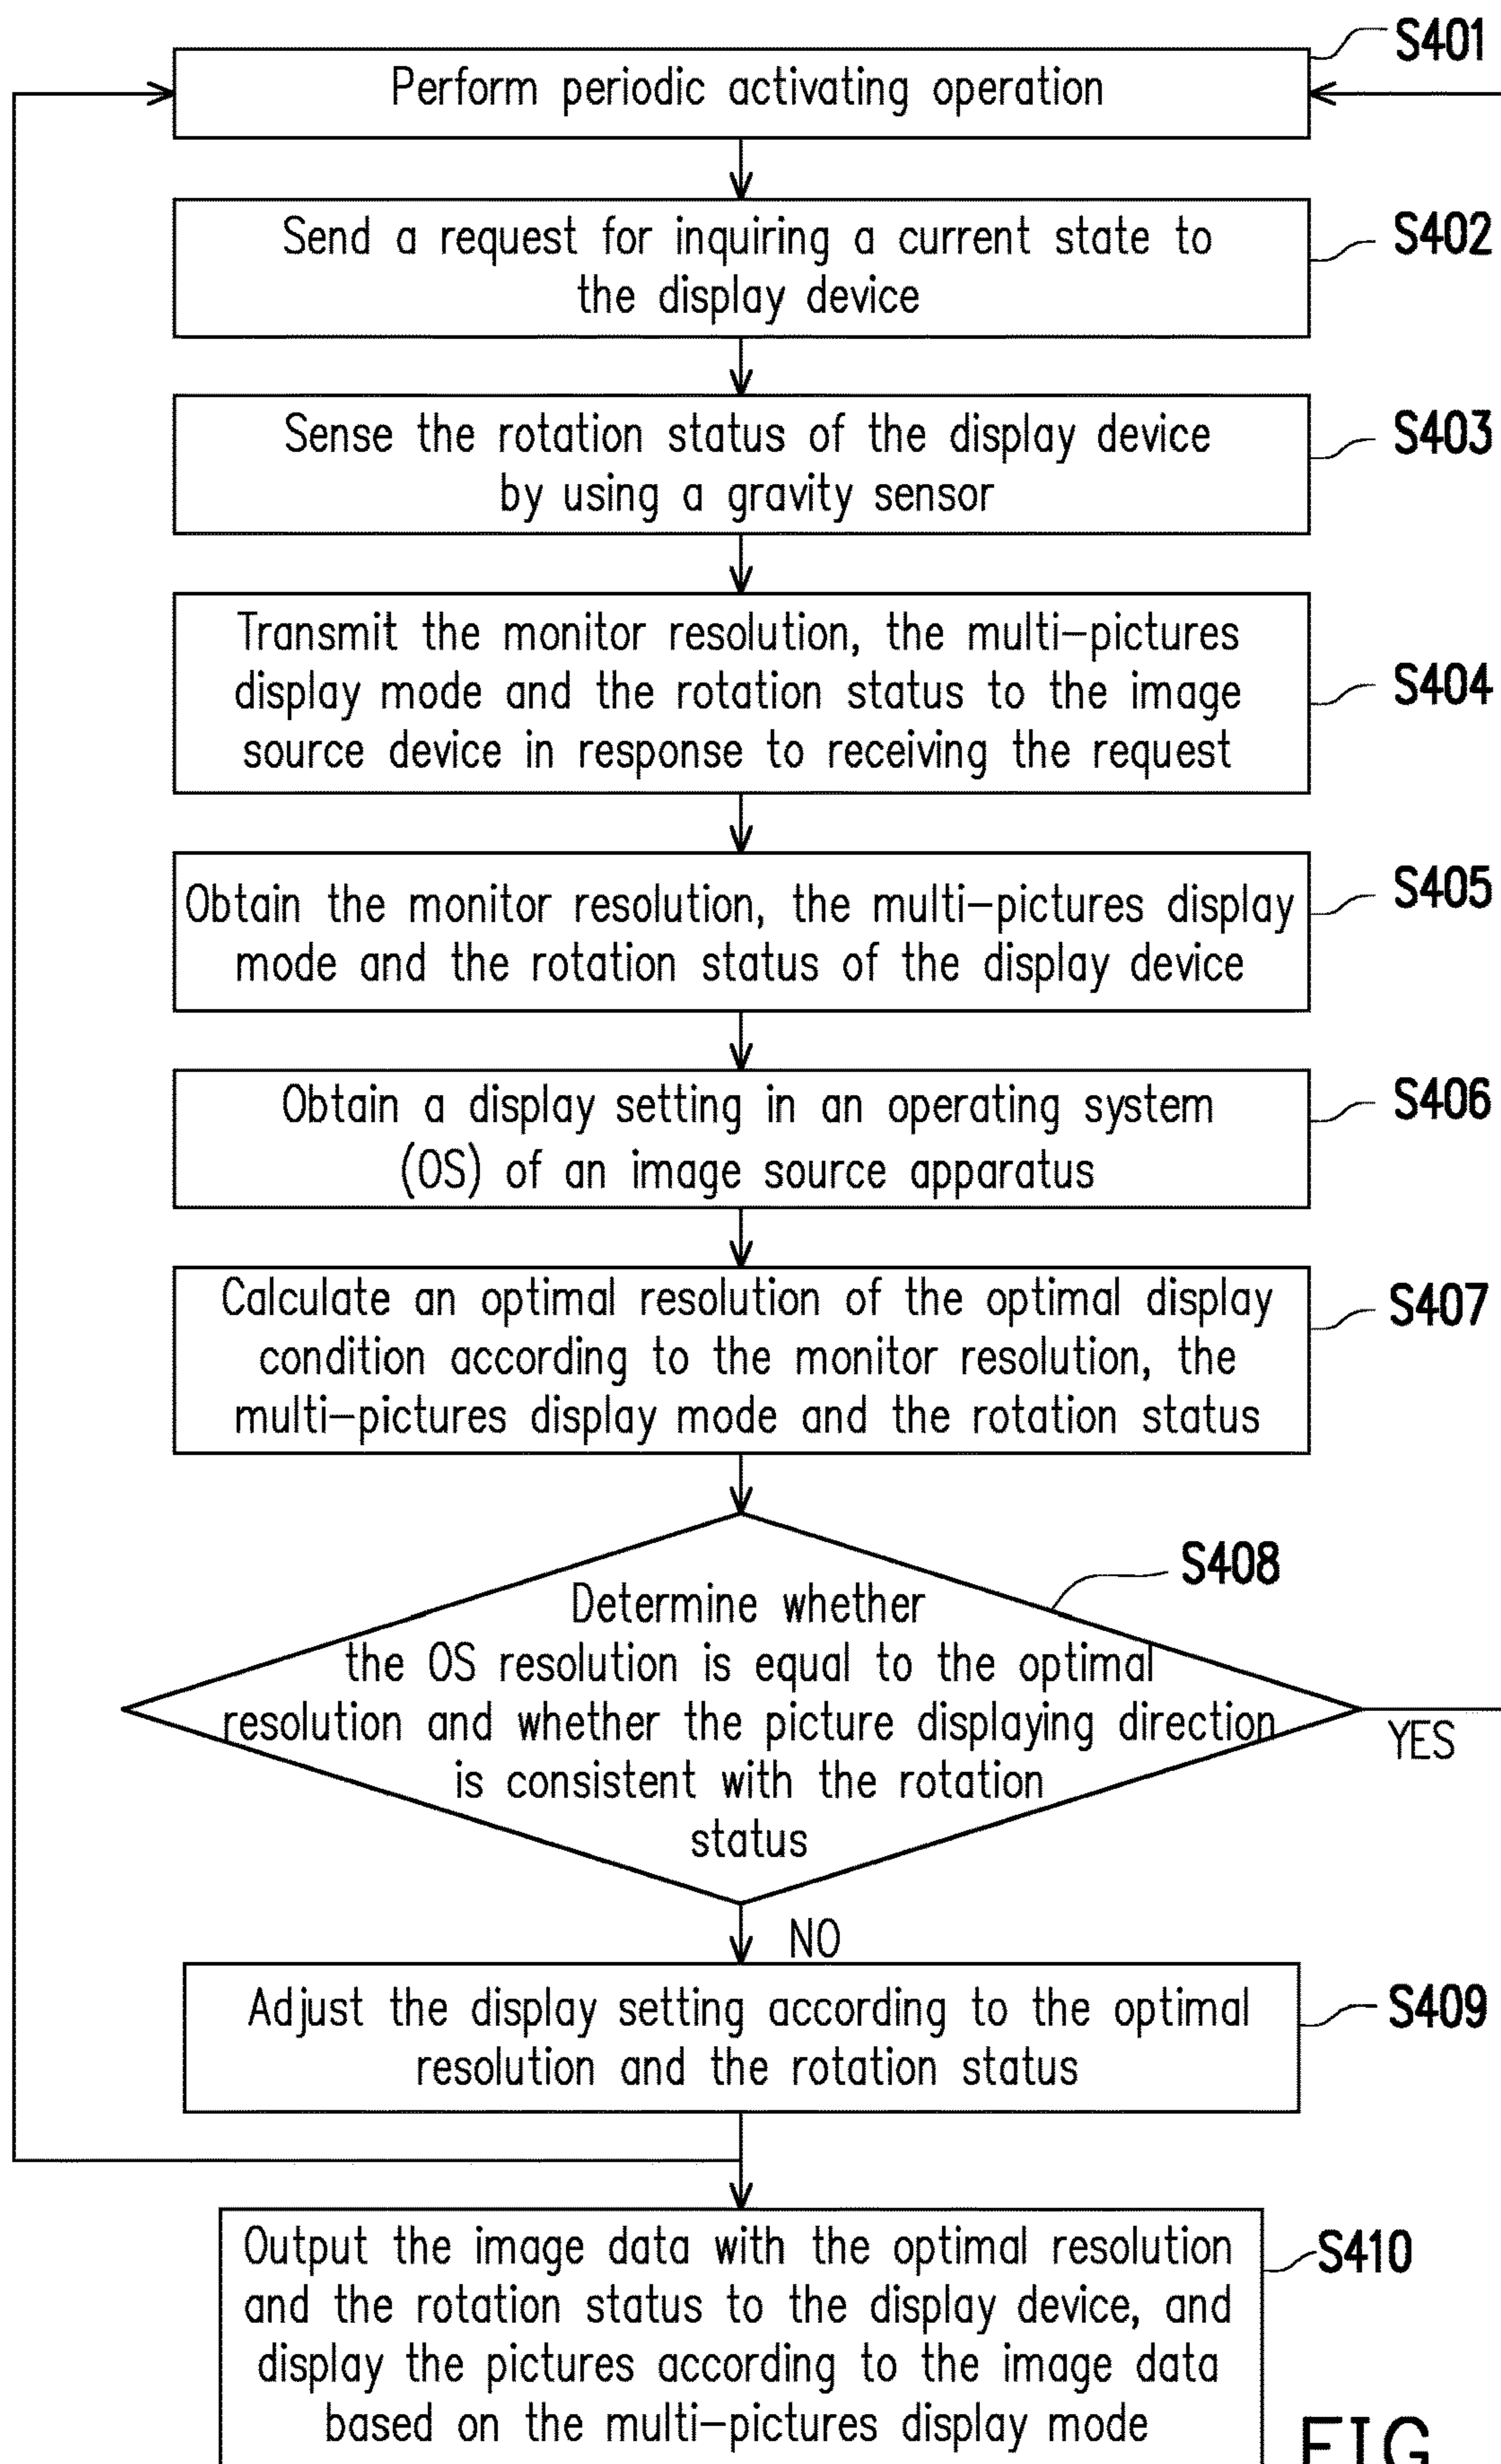 S401
Perform periodic activating operation
Send a request for inquiring a current state to
the display device
S402
Sense the rotation status of the display device
by using a gravity sensor
S403
Transmit the monitor resolution, the multi-pictures
display mode and the rotation status to the image
source device in response to receiving the request
S404
Obtain the monitor resolution, the multi-pictures display
mode and the rotation status of the display device
S405
Obtain a display setting in an operating system
(OS) of an image source apparatus
S406
Calculate an optimal resolution of the optimal display
condition according to the monitor resolution, the
multi-pictures display mode and the rotation status
S407
S408
Determine whether
the OS resolution is equal to the optimal
resolution and whether the picture displaying direction
is consistent with the rotation
status
YES
NO
Adjust the display setting according to the optimal
resolution and the rotation status
S409
Output the image data with the optimal resolution
and the rotation status to the display device, and
display the pictures according to the image data
based on the multi-pictures display mode
S410
FIG